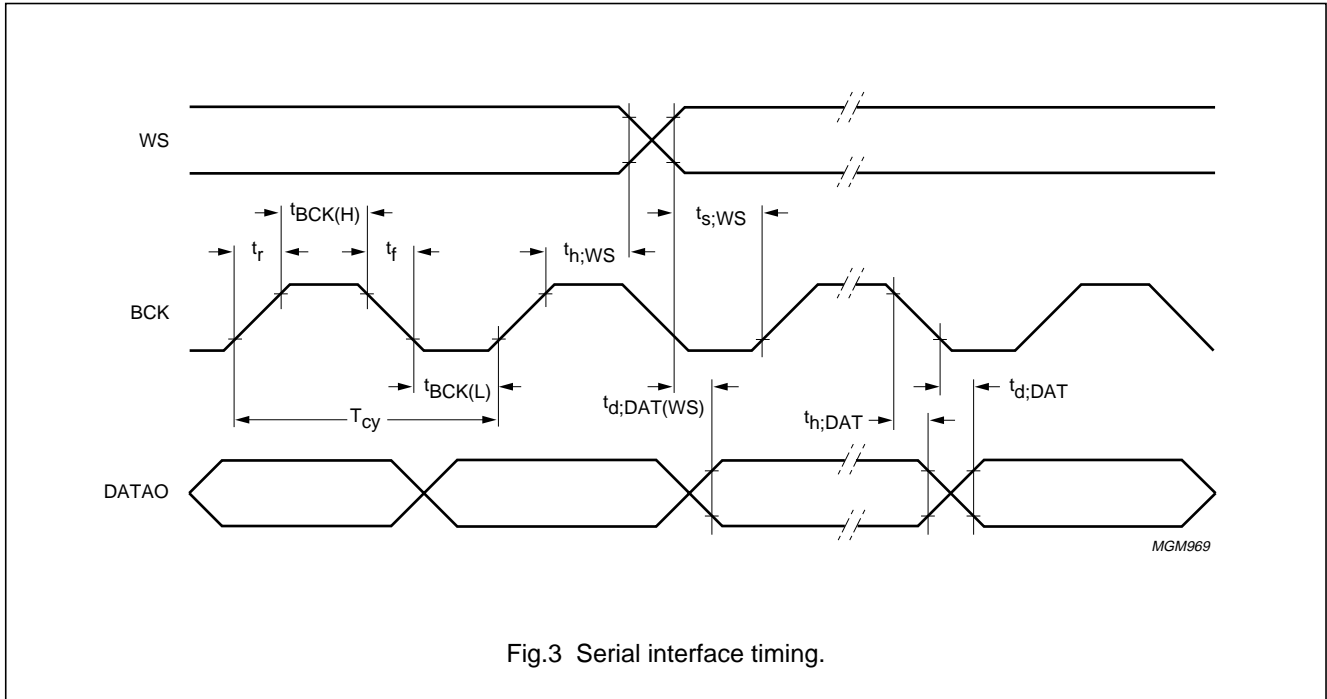 WS
tBCK(H)
ts;WS
tr
tf
th;WS
BCK
tBCK(L)
td;DAT(WS)
td;DAT
Tcy
th;DAT
DATAO
MGM969
Fig.3 Serial interface timing.